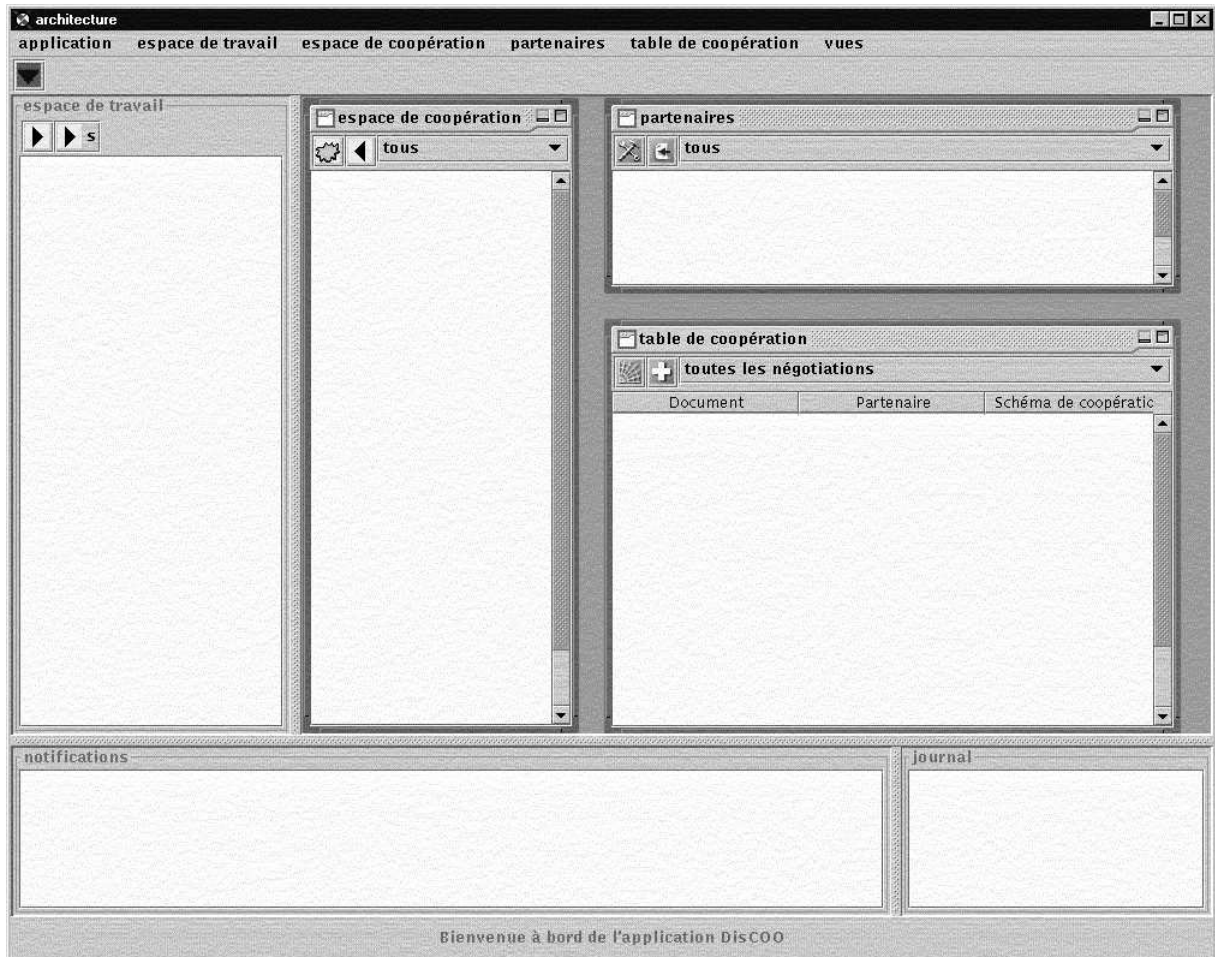 architecture
application espace de travail espace de coopération partenaires table de coopération vues
espace de travail
s
espace de coopération
tous
partenaires
tous
table de coopération
toutes les négotiations
Document Partenaire Schéma de coopératic
notifications
journal
Bienvenue à bord de l'application DisCOO